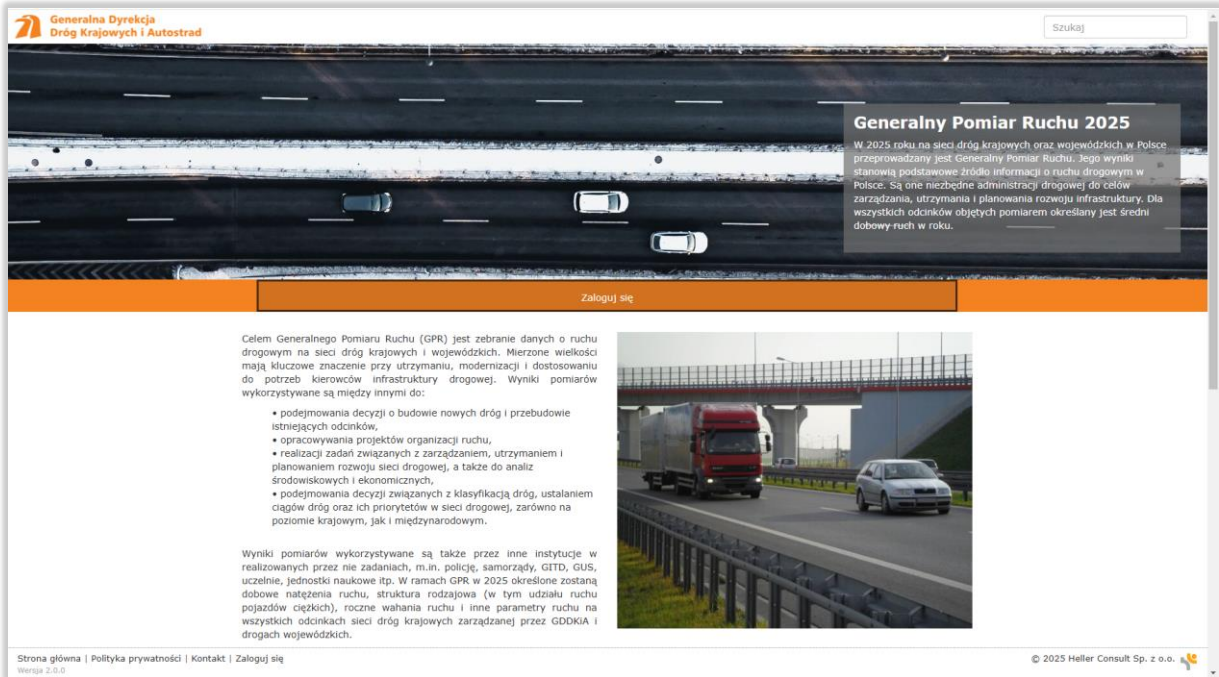 Generalna Dyrekcja
Dróg Krajowych i Autostrad
Szukaj
Generalny Pomiar Ruchu 2025
W 2025 roku na sieci dróg krajowych oraz wojewódzkich w Polsce
przeprowadzany jest Generalny Pomiar Ruchu. Jego wyniki
stanowią podstawowe źródło informacji o ruchu drogowym w
Polsce. Są one niezbędne administracji drogowej do celów
zarządzania, utrzymania i planowania rozwoju infrastruktury. Dla
wszystkich odcinków objętych pomiarem określany jest średni
dobowy ruch w roku.
Zaloguj się
Celem Generalnego Pomiaru Ruchu (GPR) jest zebranie danych o ruchu
drogowym na sieci dróg krajowych i wojewódzkich. Mierzone wielkości
mają kluczowe znaczenie przy utrzymaniu, modernizacji i dostosowaniu
do potrzeb kierowców infrastruktury drogowej. Wyniki pomiarów
wykorzystywane są między innymi do:
• podejmowania decyzji o budowie nowych dróg i przebudowie
istniejących odcinków,
• opracowywania projektów organizacji ruchu,
• realizacji zadań związanych z zarządzaniem, utrzymaniem i
planowaniem rozwoju sieci drogowej, a także do analiz
środowiskowych i ekonomicznych,
• podejmowania decyzji związanych z klasyfikacją dróg, ustalaniem
ciągów dróg oraz ich priorytetów w sieci drogowej, zarówno na
poziomie krajowym, jak i międzynarodowym.
Wyniki pomiarów wykorzystywane są także przez inne instytucje w
realizowanych przez nie zadaniach, m.in. policję, samorządy, GITD, GUS,
uczelnie, jednostki naukowe itp. W ramach GPR w 2025 określone zostaną
dobowe natężenia ruchu, struktura rodzajowa (w tym udziału ruchu
pojazdów ciężkich), roczne wahania ruchu i inne parametry ruchu na
wszystkich odcinkach sieci dróg krajowych zarządzanej przez GDDKiA i
drogach wojewódzkich.
Strona główna | Polityka prywatności | Kontakt | Zaloguj się
Wersja 2.0.0
© 2025 Heller Consult Sp. z o.o.